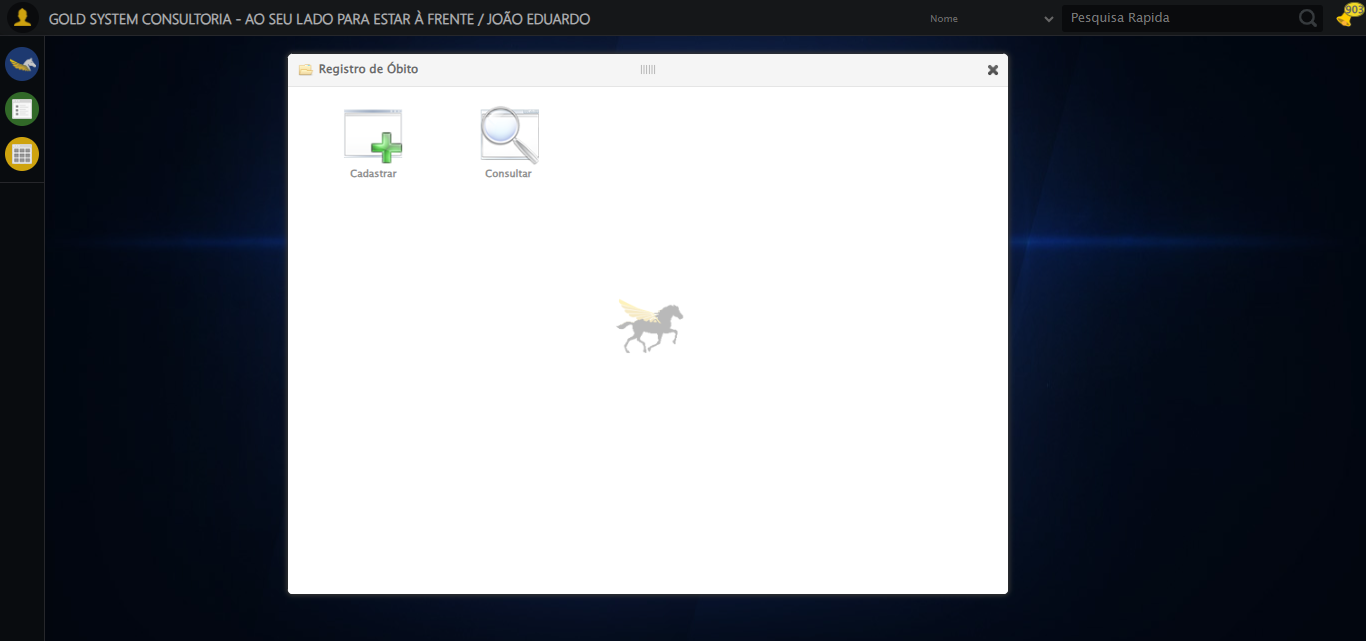 GOLD SYSTEM CONSULTORIA - AO SEU LADO PARA ESTAR À FRENTE / JOÃO EDUARDO
Nome
Pesquisa Rapida
903
Registro de Óbito
Cadastrar
Consultar